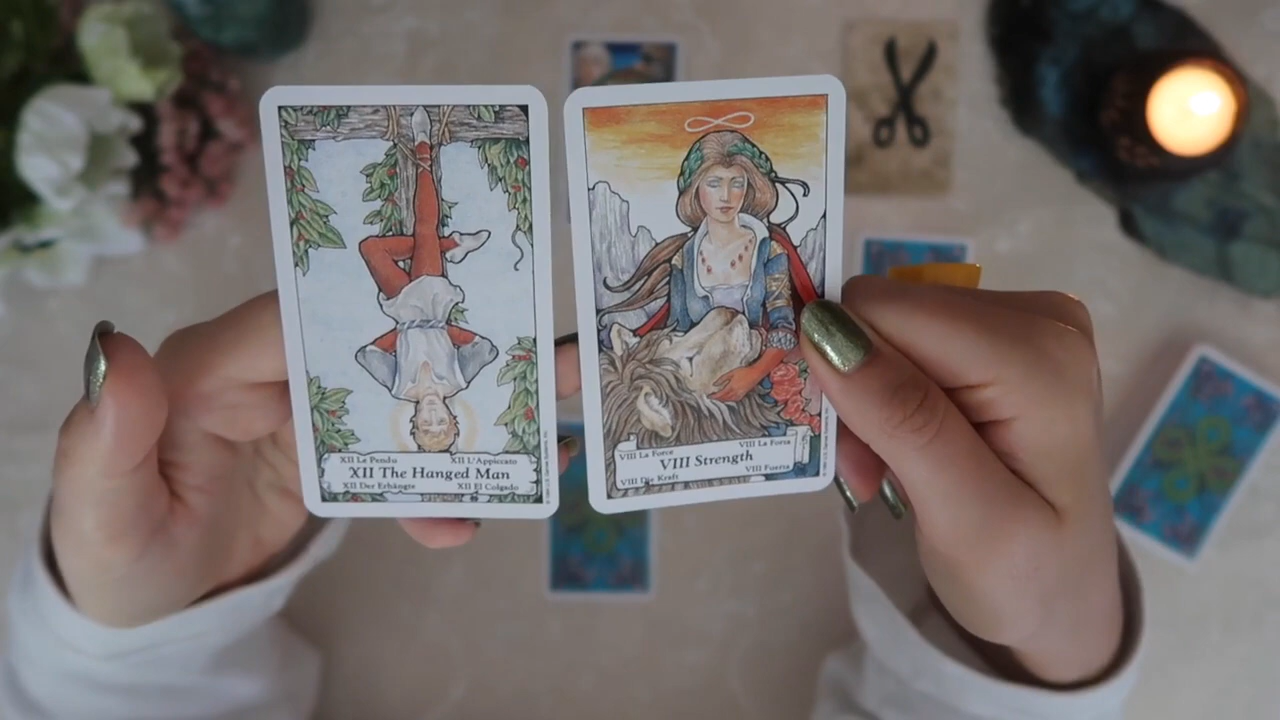 XII Le Pendu XII L'Appiccato
XII The Hanged Man
XII Der Erhängte XII El Colgado
VIII La Force VIII La Forza
VIII Strength
VIII Die Kraft VIII Fuerza